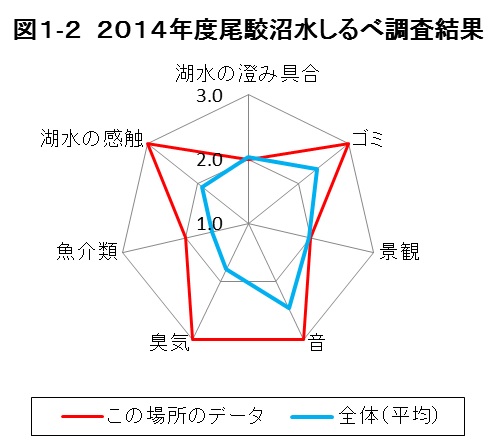 図1-2 2014年度尾駮沼水しるべ調査結果
湖水の澄み具合
3.0
湖水の感触
ゴミ
2.0
1.0
魚介類
景観
臭気
音
この場所のデータ
全体(平均)